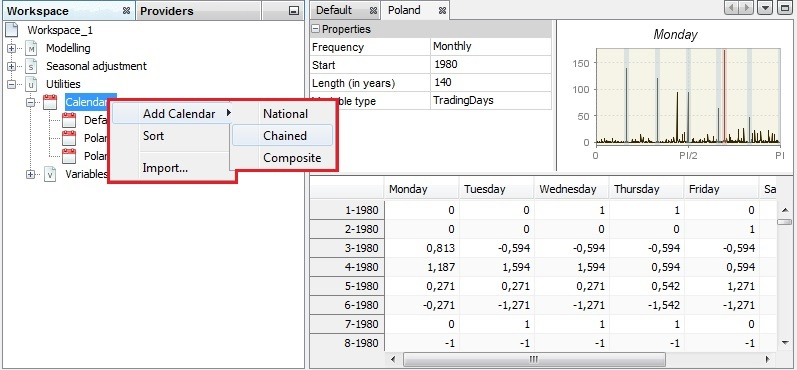 Workspace
Providers
Workspace_1
Modelling
Seasonal adjustment
Utilities
Calendar
Defa
Polan
Polan
Variables
Add Calendar
Sort
Import...
National
Chained
Composite
Default
Poland
Properties
Frequency Monthly
Start 1980
Length (in years) 140
able type TradingDays
Monday
150
100
50
0
0 PI/2 PI
Monday Tuesday Wednesday Thursday Friday Sa
1-1980 0 0 1 1 0
2-1980 0 0 0 0 1
3-1980 0,813 -0,594 -0,594 -0,594 -0,594
4-1980 1,187 1,594 1,594 0,594 0,594
5-1980 0,271 0,271 0,271 0,542 1,271
6-1980 -0,271 -1,271 -1,271 -1,542 -1,271
7-1980 0 1 1 1 0
8-1980 -1 -1 -1 -1 -1